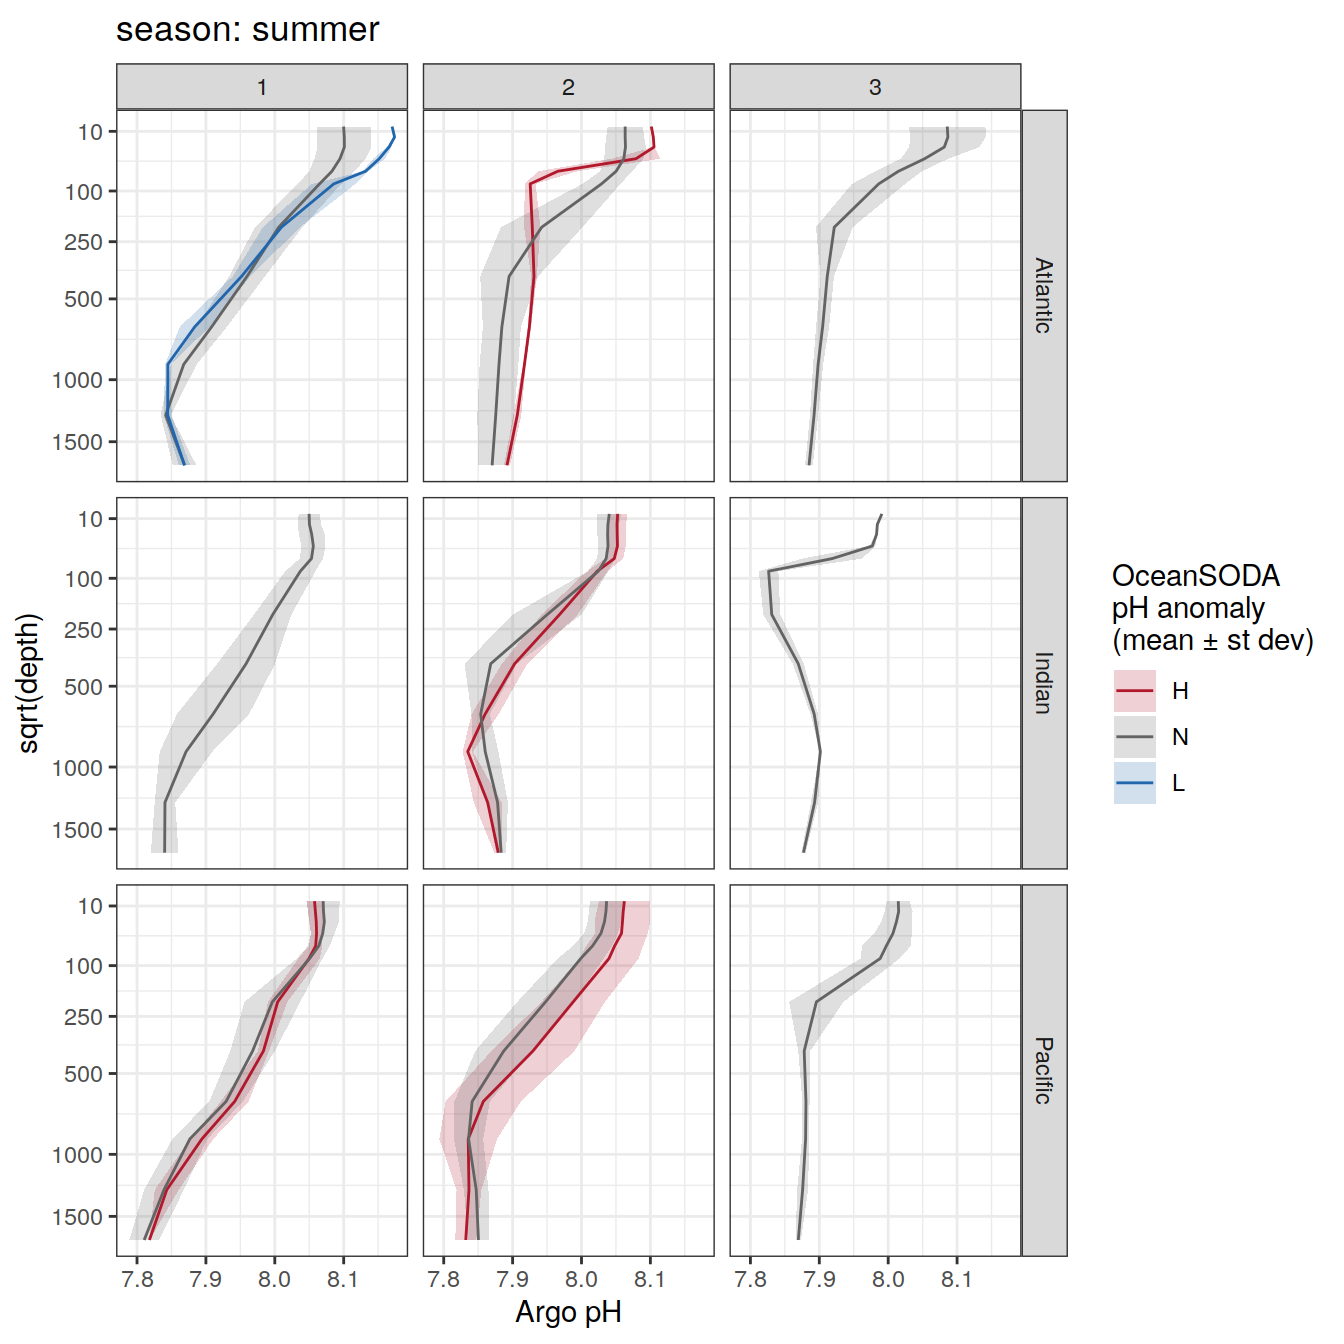 season: summer
1 2 3
10
100
250
500
1000
1500
Atlantic
10
100
250
500
1000
1500
Indian
10
100
250
500
1000
1500
Pacific
7.8 7.9 8.0 8.1 7.8 7.9 8.0 8.1 7.8 7.9 8.0 8.1
Argo pH
sqrt(depth)
OceanSODA
pH anomaly
(mean ± st dev)
H
N
L